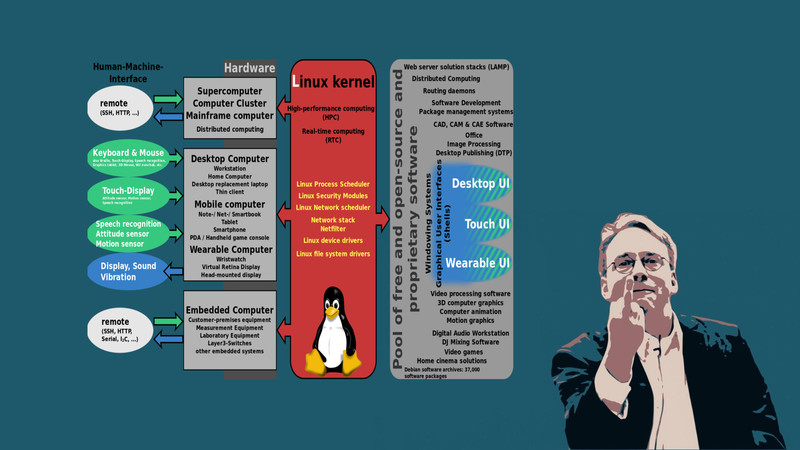 Human-Machine-
Interface
remote
(SSH, HTTP, ...)
Keyboard & Mouse
Touch-Display
Speech recognition
Attitude sensor
Motion sensor
Display, Sound
Vibration
remote
(SSH, HTTP,
Serial, I₂C, ...)
Hardware
Supercomputer
Computer Cluster
Mainframe computer
Distributed computing
Desktop Computer
Workstation
Home Computer
Desktop replacement laptop
Thin client
Mobile computer
Note-/ Net-/ Smartbook
Tablet
Smartphone
PDA / Handheld game console
Wearable Computer
Wristwatch
Virtual Retina Display
Head-mounted display
Embedded Computer
Customer-premises equipment
Measurement Equipment
Laboratory Equipment
Layer3-Switches
other embedded systems
Linux kernel
High-performance computing
(HPC)
Real-time computing
(RTC)
Linux Process Scheduler
Linux Security Modules
Linux Network scheduler
Network stack
Netfilter
Linux device drivers
Linux file system drivers
Pool of free and open-source and
proprietary software
Web server solution stacks (LAMP)
Distributed Computing
Routing daemons
Software Development
Package management systems
CAD, CAM & CAE Software
Office
Image Processing
Desktop Publishing (DTP)
Windowing Systems
Graphical User Interfaces
(Shells)
Desktop UI
Touch UI
Wearable UI
Video processing software
3D computer graphics
Computer animation
Motion graphics
Digital Audio Workstation
DJ Mixing Software
Video games
Home cinema solutions
Debian software archives: 37,000
software packages